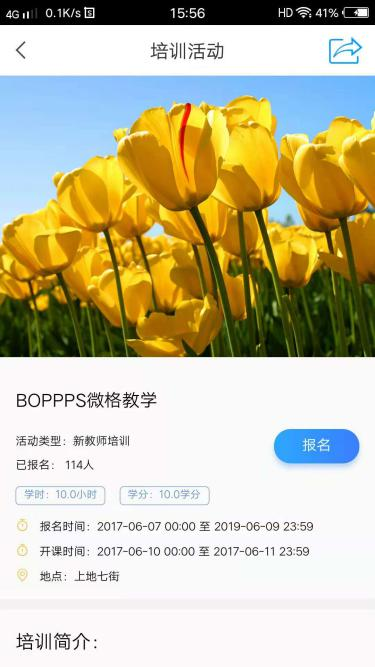 4G 0.1K/s 15:56 HD 41%
培训活动
BOPPPS微格教学
活动类型：新教师培训
报名
已报名： 114人
学时：10.0小时 学分：10.0学分
报名时间：2017-06-07 00:00 至 2019-06-09 23:59
开课时间：2017-06-10 00:00 至 2017-06-11 23:59
地点：上地七街
培训简介：